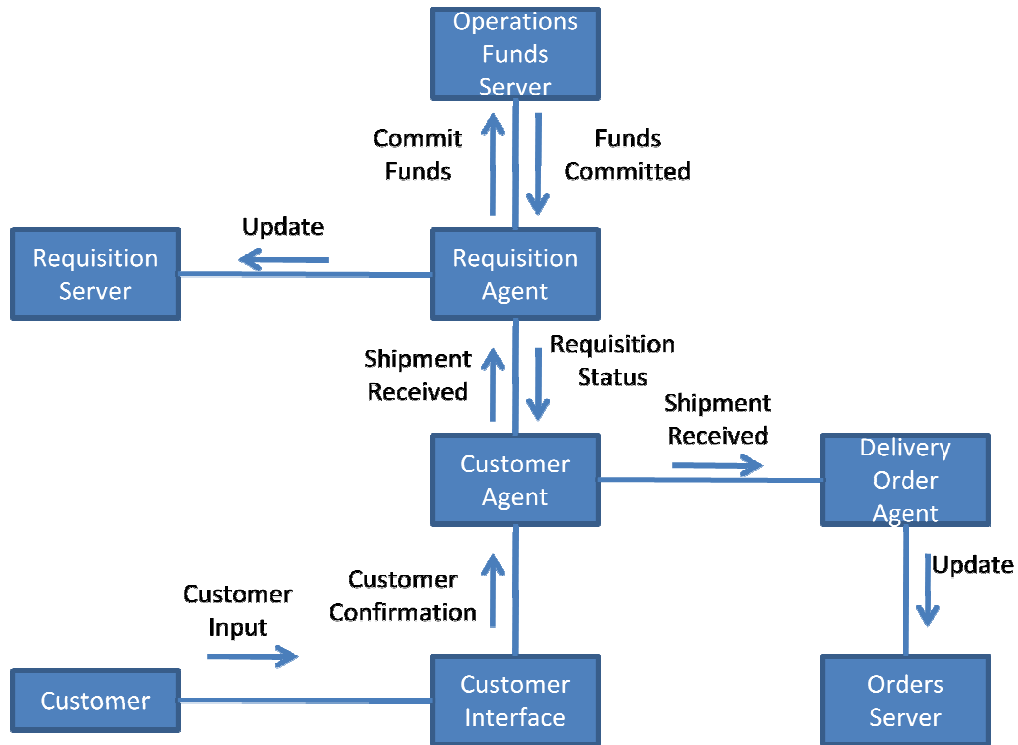 Operations
Funds
Server
Commit
Funds
Funds
Committed
Update
Requisition
Server
Requisition
Agent
Shipment
Received
Requisition
Status
Shipment
Received
Customer
Agent
Delivery
Order
Agent
Customer
Input
Customer
Confirmation
Update
Customer
Customer
Interface
Orders
Server